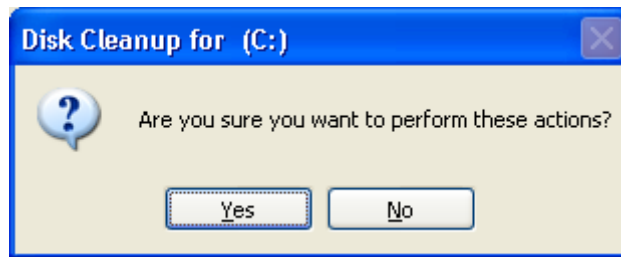 Disk Cleanup for (C:)
Are you sure you want to perform these actions?
Yes No